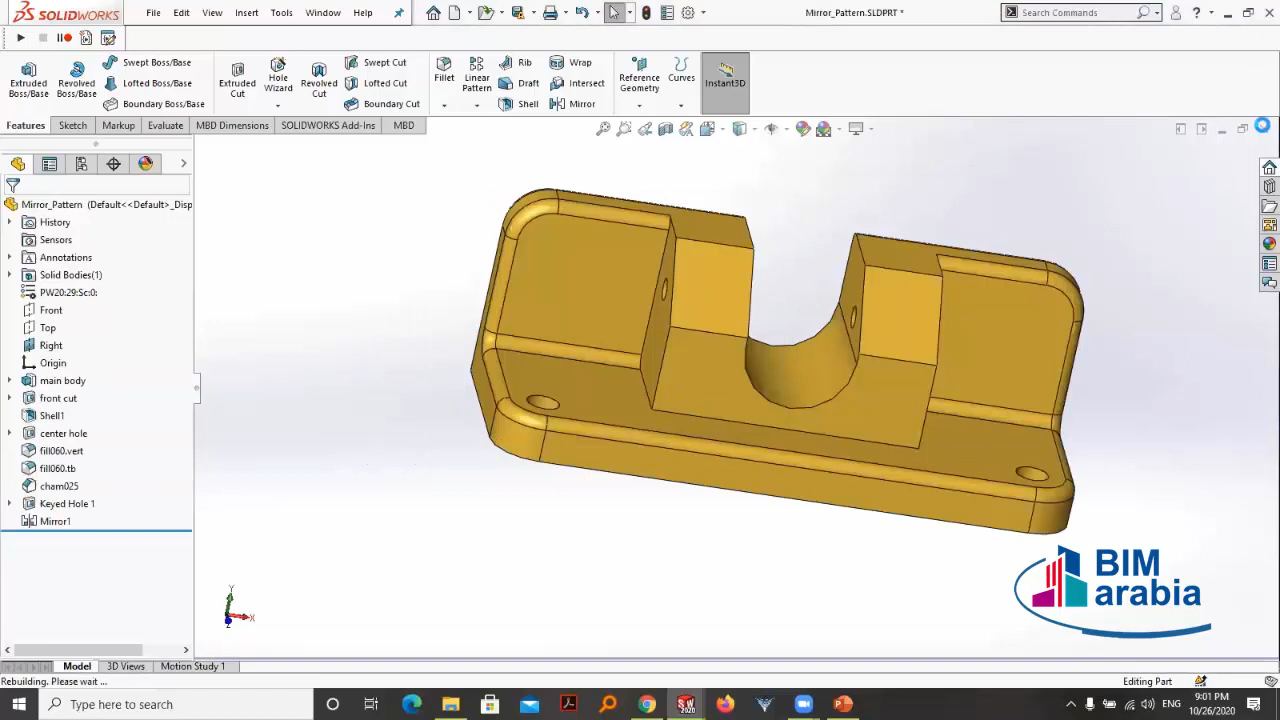 SOLIDWORKS File Edit View Insert Tools Window Help Mirror_Pattern.SLDPRT * Search Commands ?
Extruded Boss/Base
Revolved Boss/Base
Swept Boss/Base
Lofted Boss/Base
Boundary Boss/Base
Extruded Cut
Hole Wizard
Revolved Cut
Swept Cut
Lofted Cut
Boundary Cut
Fillet
Linear Pattern
Rib
Draft
Shell
Wrap
Intersect
Mirror
Reference Geometry
Curves
Instant3D
Features Sketch Markup Evaluate MBD Dimensions SOLIDWORKS Add-Ins MBD
Mirror_Pattern (Default<<Default>_Disp
History
Sensors
Annotations
Solid Bodies(1)
PW20:29:Sc:0:
Front
Top
Right
Origin
main body
front cut
Shell1
center hole
fill060.vert
fill060.tb
cham025
Keyed Hole 1
Mirror1
Y
X
Z
BIM
arabia
Model 3D Views Motion Study 1
Rebuilding. Please wait ... Editing Part
Type here to search
SW
2020
ENG
9:01 PM
10/26/2020